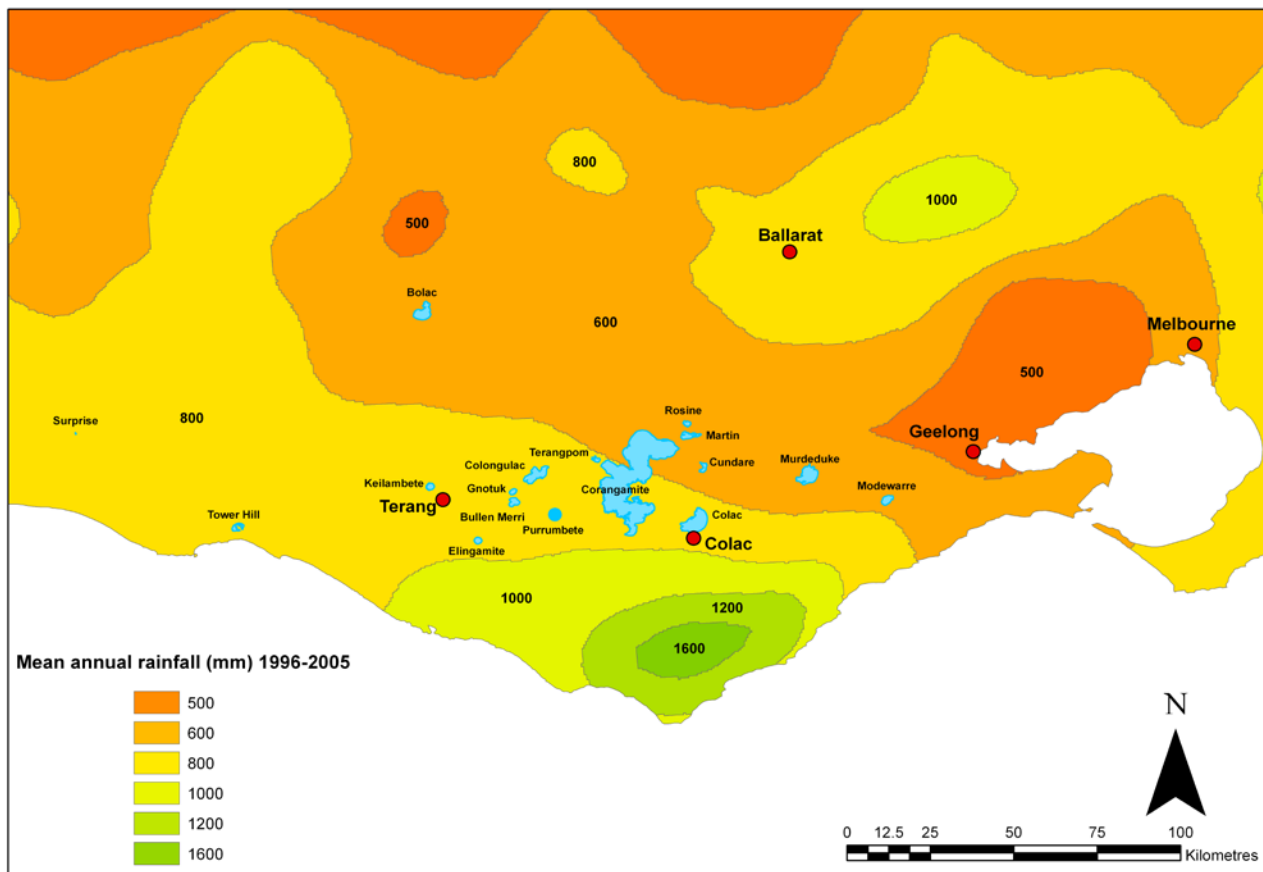 800
500
1000
Ballarat
Bolac
600
Melbourne
500
800
Surprise
Rosine
Martin
Geelong
Terangpom
Cundare
Murdeduke
Colongulac
Keilambete
Gnotuk
Corangamite
Modewarre
Terang
Tower Hill
Bullen Merri
Colac
Purrumbete
Elingamite
Colac
1000
1200
1600
Mean annual rainfall (mm) 1996-2005
500
600
800
1000
1200
1600
N
0 12.5 25 50 75 100
Kilometres